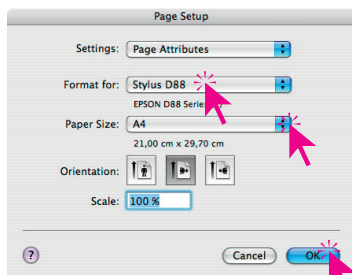 Page Setup
Settings: Page Attributes
Format for: Stylus D88
EPSON D88 Serie
Paper Size: A4
21,00 cm x 29,70 cm
Orientation:
Scale: 100 %
? Cancel OK